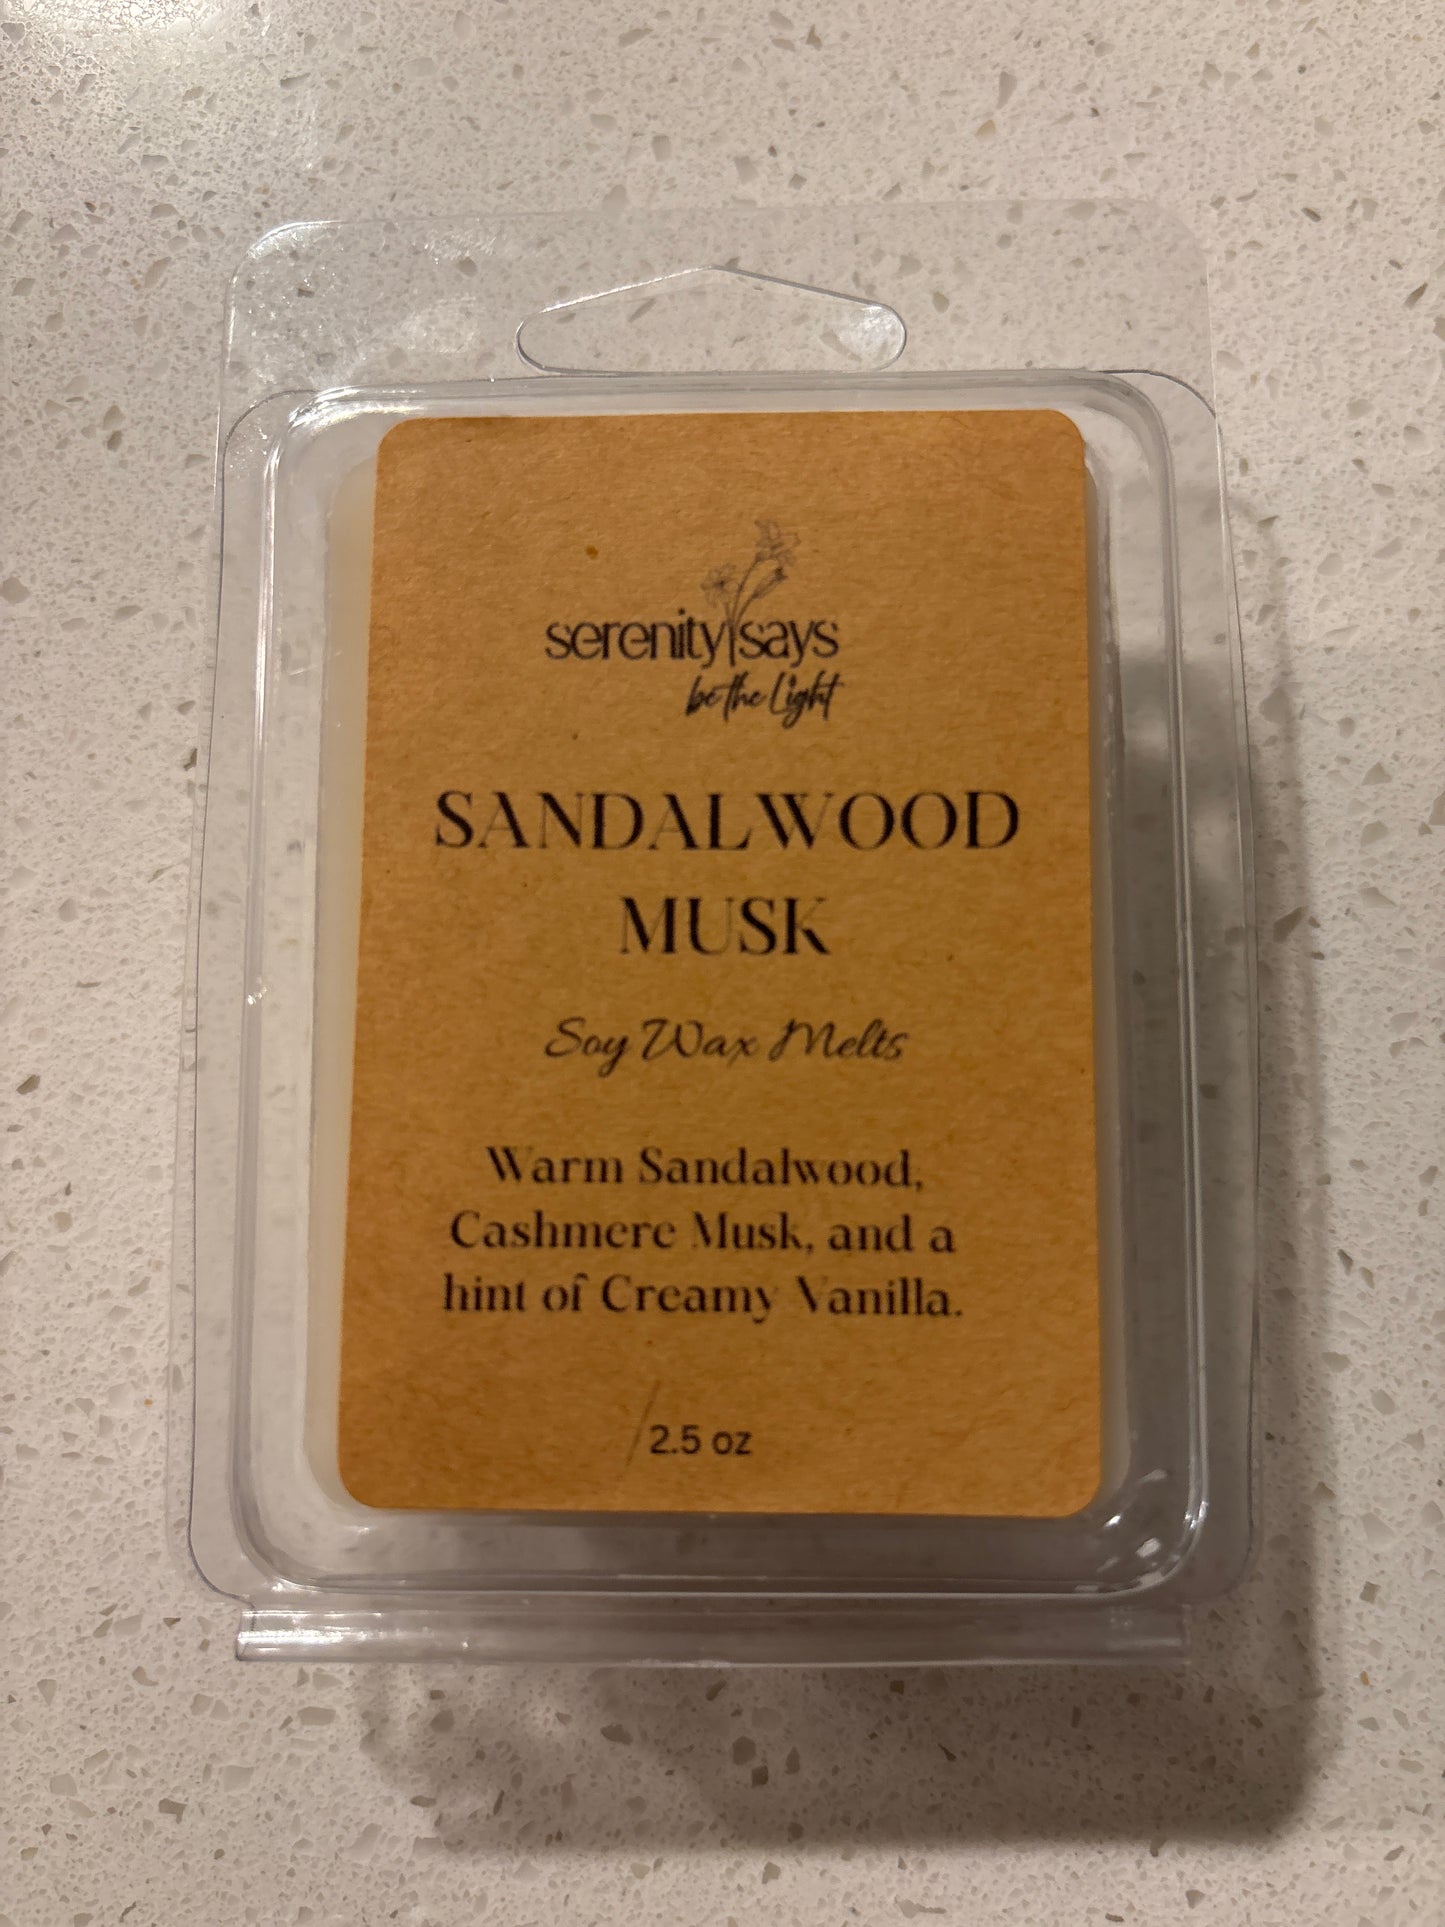 serenity says
be the Light
SANDALWOOD
MUSK
Soy Wax Melts
Warm Sandalwood,
Cashmere Musk, and a
hint of Creamy Vanilla.
2.5 oz